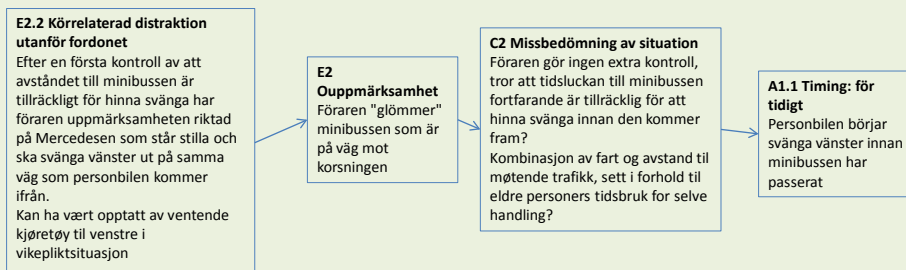 E2.2 Körrelaterad distraktion
utanför fordonet
Efter en första kontroll av att
avståndet till minibussen är
tillräckligt för hinna svänga har
föraren uppmärksamheten riktad
på Mercedesen som står stilla och
ska svänga vänster ut på samma
väg som personbilen kommer
ifrån.
Kan ha vært opptatt av ventende
kjøretøy til venstre i
vikepliktsituasjon
E2
Ouppmärksamhet
Föraren "glömmer"
minibussen som är
på väg mot
korsningen
C2 Missbedömning av situation
Föraren gör ingen extra kontroll,
tror att tidsluckan till minibussen
fortfarande är tillräcklig för att
hinna svänga innan den kommer
fram?
Kombinasjon av fart og avstand til
møtende trafikk, sett i forhold til
eldre personers tidsbruk for selve
handling?
A1.1 Timing: för
tidigt
Personbilen börjar
svänga vänster innan
minibussen har
passerat